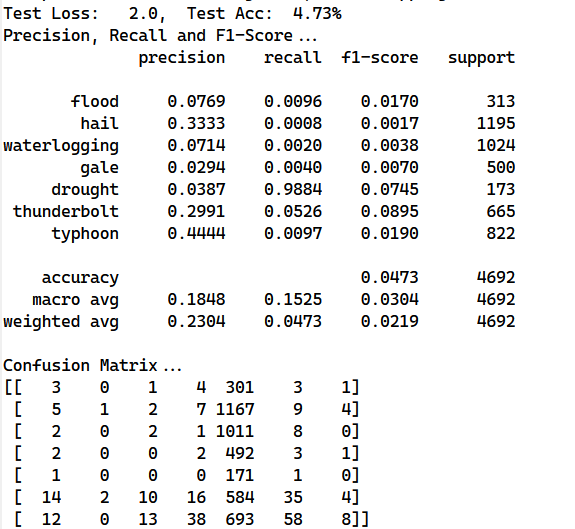 Test Loss:   2.0,  Test Acc:  4.73%
Precision, Recall and F1-Score...
              precision    recall  f1-score   support

       flood     0.0769    0.0096    0.0170       313
        hail     0.3333    0.0008    0.0017      1195
waterlogging     0.0714    0.0020    0.0038      1024
        gale     0.0294    0.0040    0.0070       500
     drought     0.0387    0.9884    0.0745       173
 thunderbolt     0.2991    0.0526    0.0895       665
     typhoon     0.4444    0.0097    0.0190       822

    accuracy                         0.0473      4692
   macro avg     0.1848    0.1525    0.0304      4692
weighted avg     0.2304    0.0473    0.0219      4692

Confusion Matrix...
[[   3    0    1    4  301    3    1]
 [   5    1    2    7 1167    9    4]
 [   2    0    2    1 1011    8    0]
 [   2    0    0    2  492    3    1]
 [   1    0    0    0  171    1    0]
 [  14    2   10   16  584   35    4]
 [  12    0   13   38  693   58    8]]